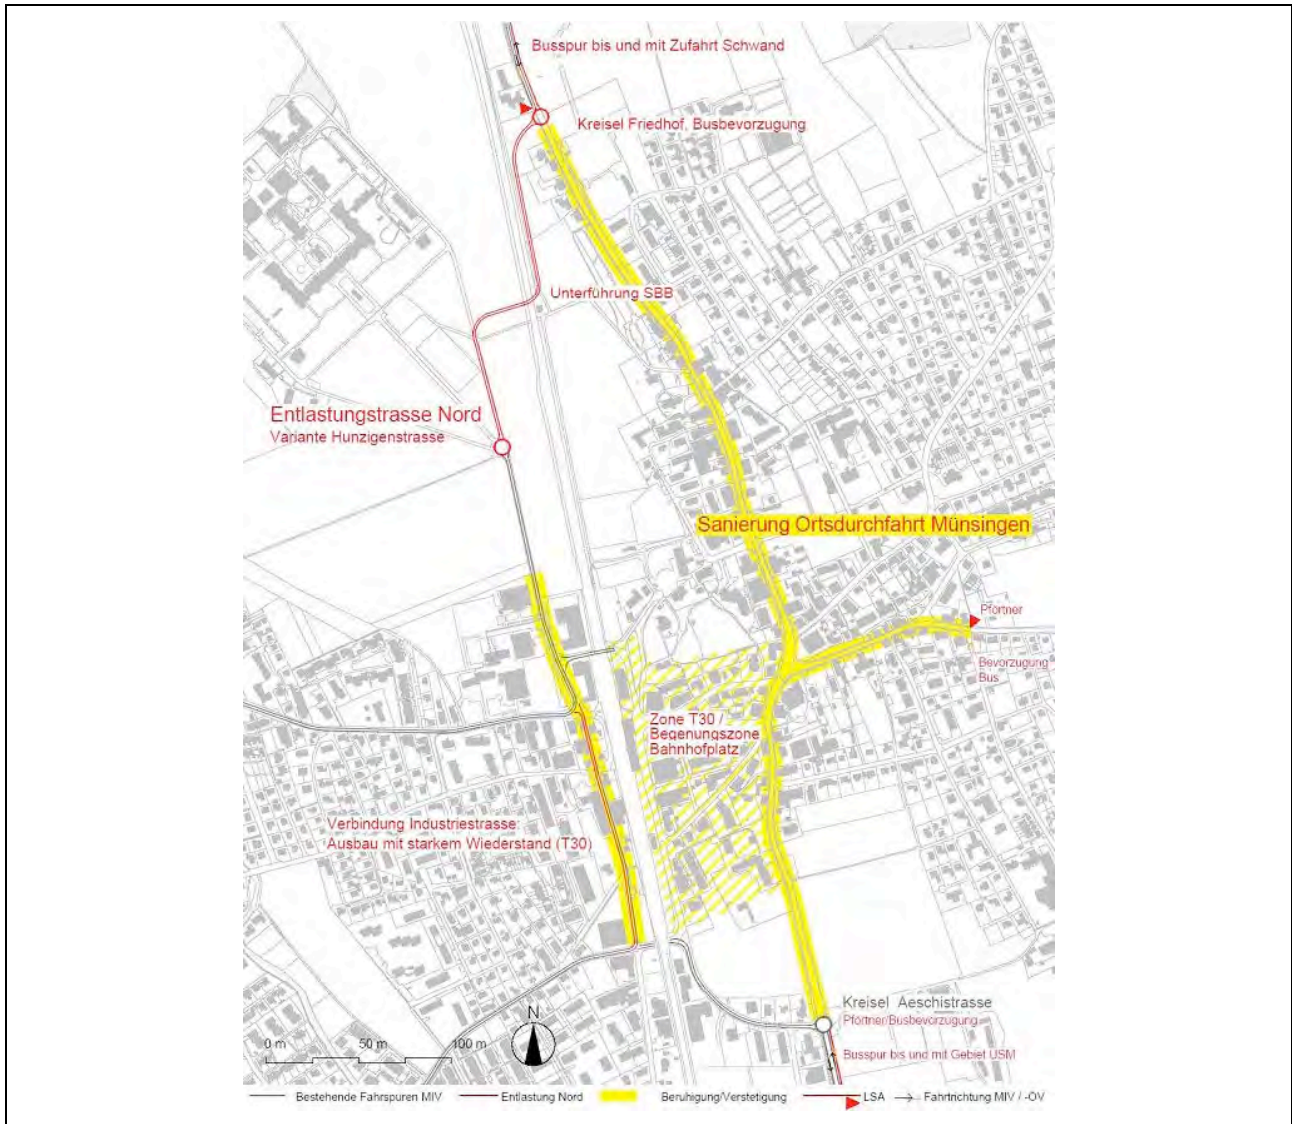 Busspur bis und mit Zufahrt Schwand
Kreisel Friedhof, Busbevorzugung
Unterführung SBB
Entlastungstrasse Nord
Variante Hunzigenstrasse
Sanierung Ortsdurchfahrt Münsingen
Pförtner
Bevorzugung
Bus
Zone T30 /
Begenungszone
Bahnhofplatz
Verbindung Industriestrasse:
Ausbau mit starkem Wiederstand (T30)
Kreisel Aeschistrasse
Pförtner/Busbevorzugung
Busspur bis und mit Gebiet USM
N
0 m 50 m 100 m
Bestehende Fahrspuren MIV Entlastung Nord Beruhigung/Verstetigung LSA Fahrtrichtung MIV / -ÖV